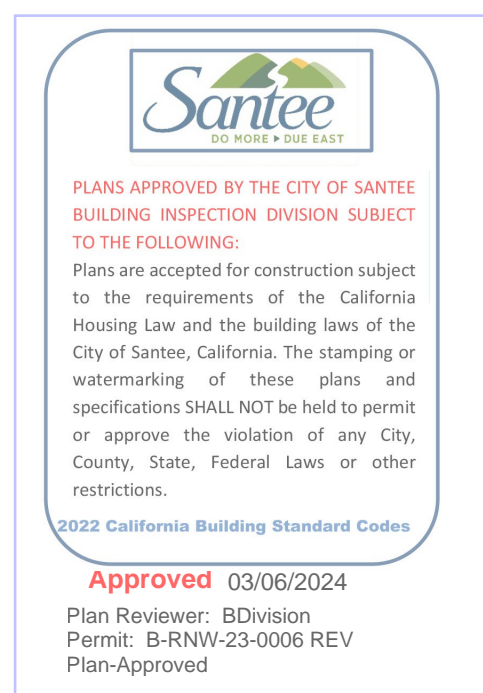 Santee
DO MORE ▶ DUE EAST
PLANS APPROVED BY THE CITY OF SANTEE
BUILDING INSPECTION DIVISION SUBJECT
TO THE FOLLOWING:
Plans are accepted for construction subject
to the requirements of the California
Housing Law and the building laws of the
City of Santee, California. The stamping or
watermarking of these plans and
specifications SHALL NOT be held to permit
or approve the violation of any City,
County, State, Federal Laws or other
restrictions.
2022 California Building Standard Codes
Approved 03/06/2024
Plan Reviewer: BDivision
Permit: B-RNW-23-0006 REV
Plan-Approved